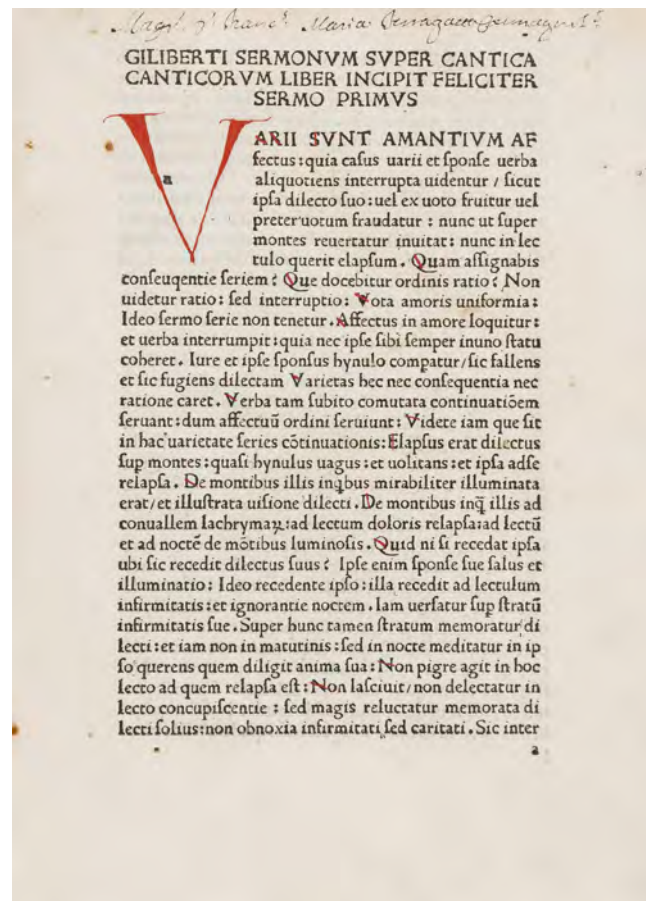 Maria
GILIBERTI SERMONVM SVPER CANTICA
CANTICORVM LIBER INCIPIT FELICITER
SERMO PRIMVS
VARII SVNT AMANTIVM AF
fectus:quia casus uarii et sponse uerba
a
aliquotiens interrupta uidentur / sicut
ipsa dilecto suo:uel ex uoto fruitur uel
preter uotum fraudatur : nunc ut super
montes reuertatur inuitat: nunc in lec
tulo querit elapsum. Quam assignabis
conseuqentie seriem? Que docebitur ordinis ratio? Non
uidetur ratio: sed interruptio: Vota amoris uniformia:
Ideo sermo serie non tenetur. Affectus in amore loquitur:
et uerba interrumpit:quia nec ipse sibi semper inuno statu
coheret. Iure et ipse sponsus hynulo compatur/sic fallens
et sic fugiens dilectam Varietas hec nec consequentia nec
ratione caret. Verba tam subito comutata continuatiõem
seruant:dum affectuũ ordini seruiunt: Videte iam que sit
in hac uarietate series cõtinuationis: Elapsus erat dilectus
sup montes:quasi hynulus uagus:et uolitans:et ipsa adse
relapsa. De montibus illis inqbus mirabiliter illuminata
erat/et illustrata uisione dilecti. De montibus inq̃ illis ad
conuallem lachrymaꝝ:ad lectum doloris relapsa:ad lectũ
et ad noctẽ de mõtibus luminosis. Quid ni si recedat ipsa
ubi sic recedit dilectus suus? Ipse enim sponse sue salus et
illuminatio: Ideo recedente ipso:illa recedit ad lectulum
infirmitatis:et ignorantie noctem. Iam uersatur sup stratũ
infirmitatis sue. Super hunc tamen stratum memoratur di
lecti:et iam non in matutinis:sed in nocte meditatur in ip
so querens quem diligit anima sua: Non pigre agit in hoc
lecto ad quem relapsa est: Non lasciuit/non delectatur in
lecto concupiscentie : sed magis reluctatur memorata di
lecti solius:non obnoxia infirmitati sed caritati. Sic inter
a